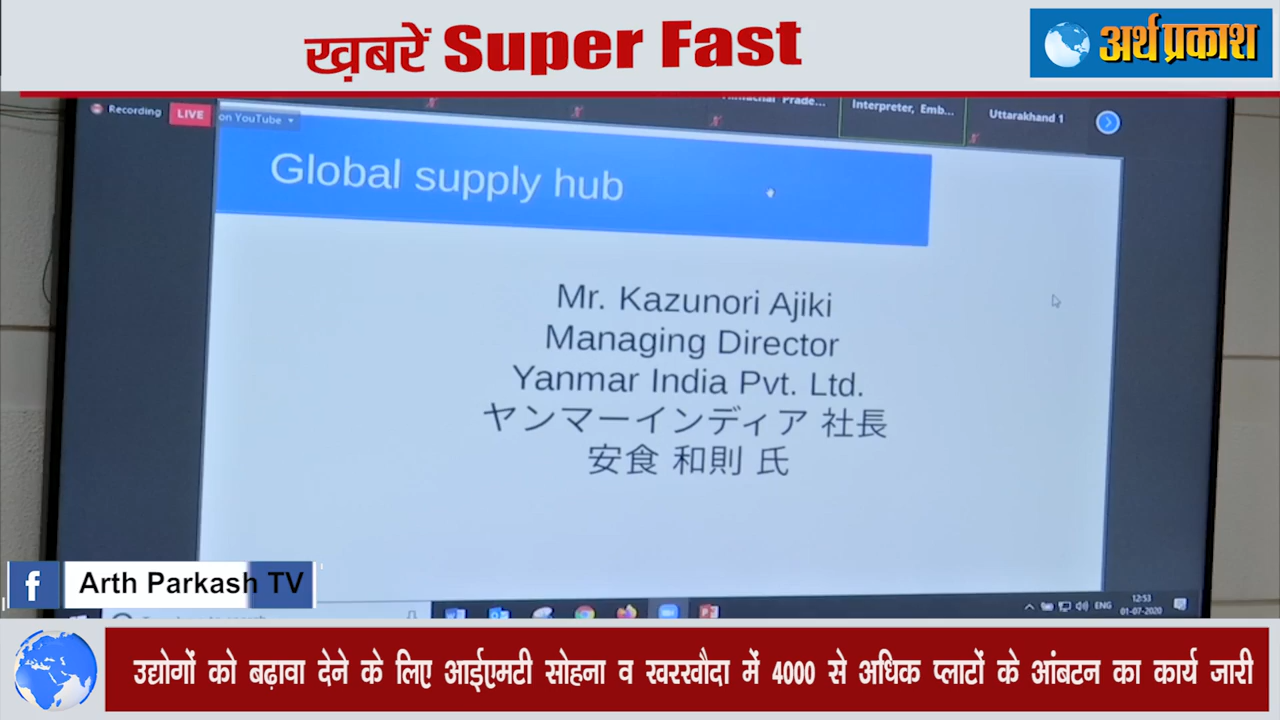 ख़बरें Super Fast
अर्थ प्रकाश
Recording
LIVE
on YouTube
Prade...
Interpreter, Emb...
Uttarakhand 1
Global supply hub
Mr. Kazunori Ajiki
Managing Director
Yanmar India Pvt. Ltd.
ヤンマーインディア 社長
安食 和則 氏
f
Arth Parkash TV
ENG
12:53
01-07-2020
उद्योगों को बढ़ावा देने के लिए आईएमटी सोहना व खरखौदा में 4000 से अधिक प्लाटों के आंबटन का कार्य जारी